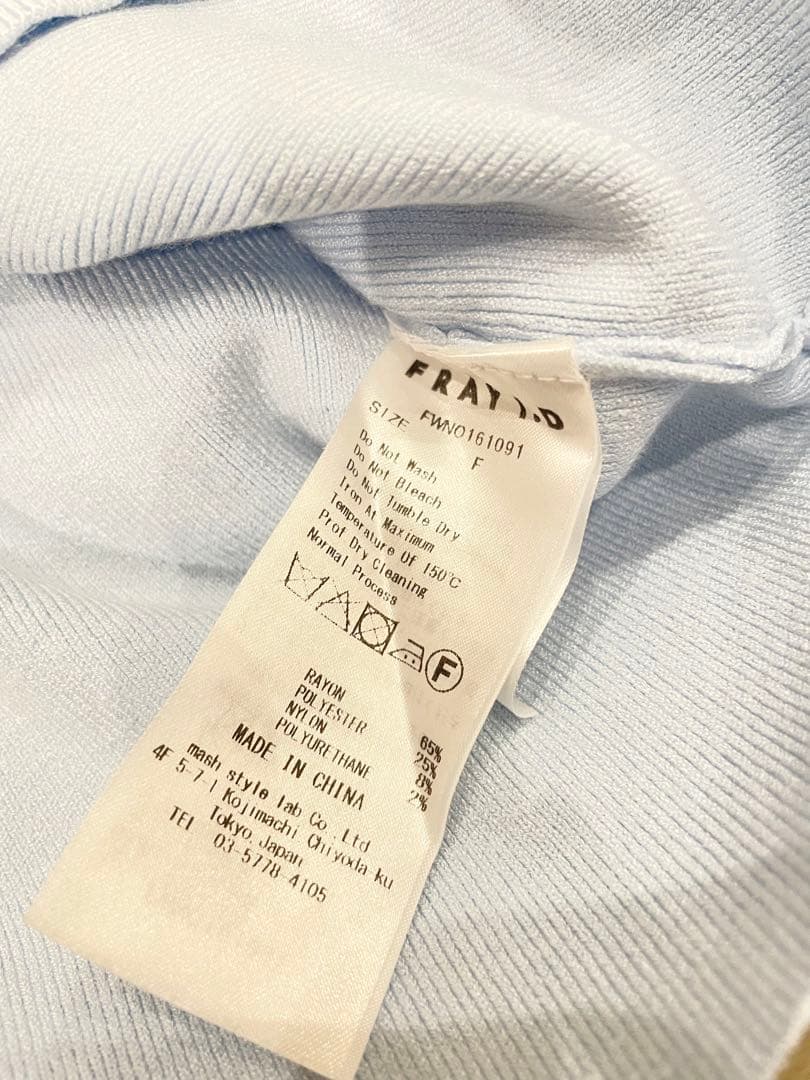 FRAY I.D
FWNO161091
SIZE F
Do Not Wash
Do Not Bleach
Do Not Tumble Dry
Iron At Maximum
Temperature Of 150℃
Prof Dry Cleaning
Normal Process
F
RAYON 65%
POLYESTER 25%
NYLON 8%
POLYURETHANE 2%
MADE IN CHINA
mash style lab Co.,Ltd
4F 5-7-1 Kojimachi Chiyoda-ku
Tokyo Japan
TEl 03-5778-4105